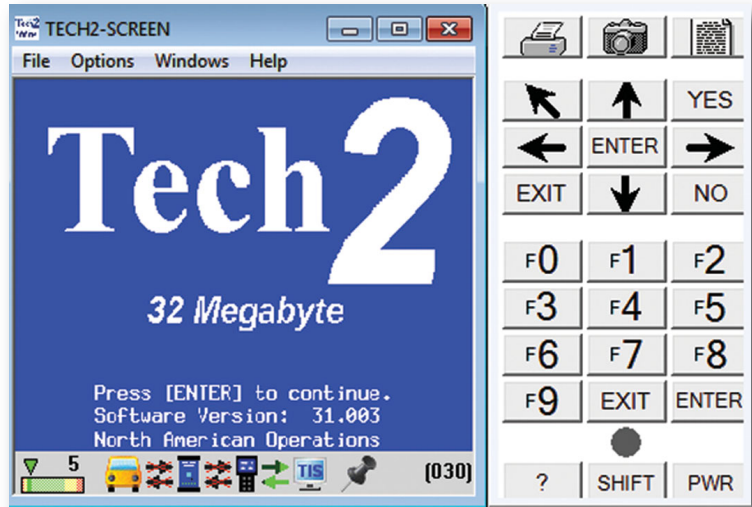 TECH2-SCREEN
File Options Windows Help
Tech2
32 Megabyte
Press [ENTER] to continue.
Software Version: 31.003
North American Operations
5 TIS (030)
YES
ENTER
EXIT NO
F0 F1 F2
F3 F4 F5
F6 F7 F8
F9 EXIT ENTER
? SHIFT PWR